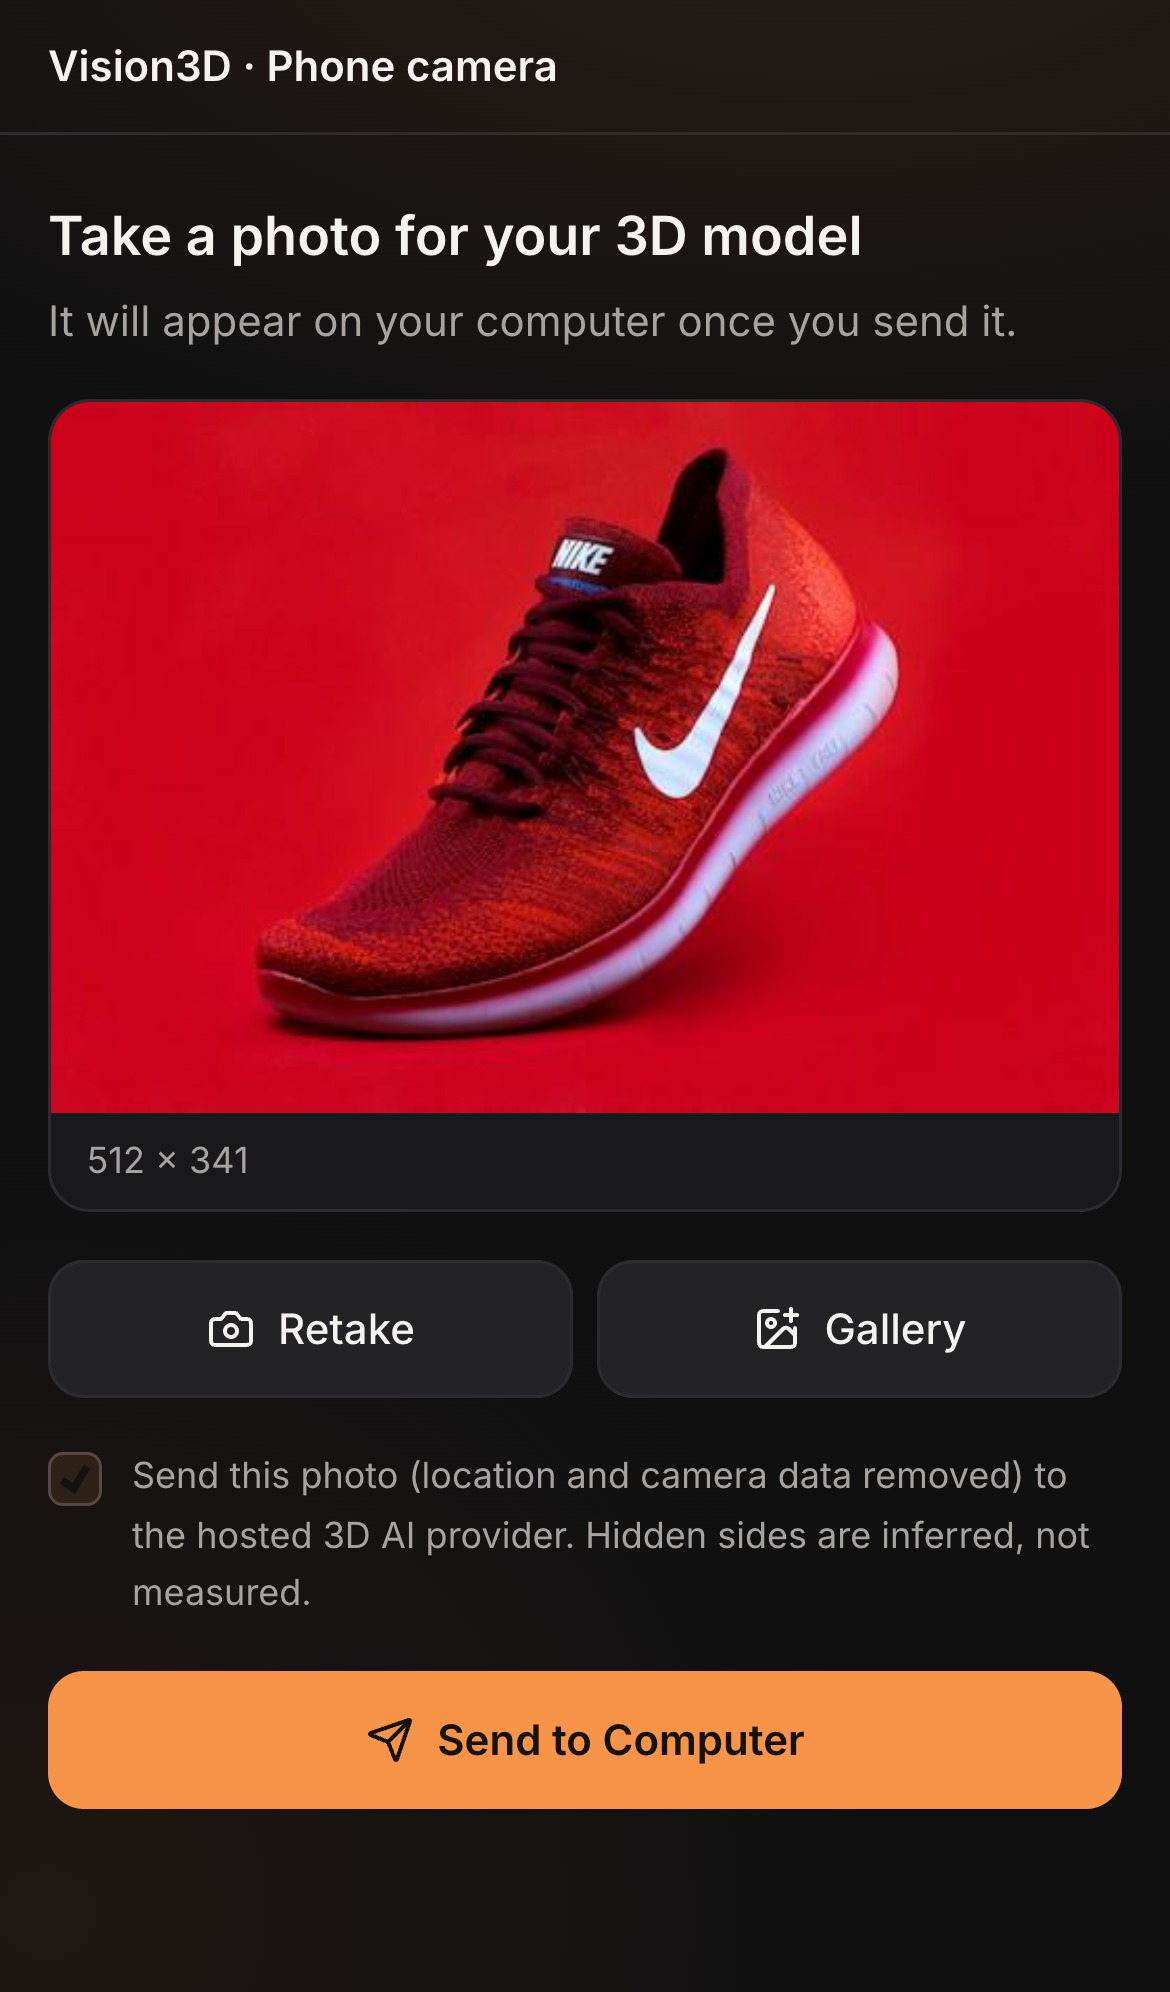 Vision3D · Phone camera
Take a photo for your 3D model
It will appear on your computer once you send it.
NIKE
512 × 341
Retake
Gallery
Send this photo (location and camera data removed) to
the hosted 3D AI provider. Hidden sides are inferred, not
measured.
Send to Computer